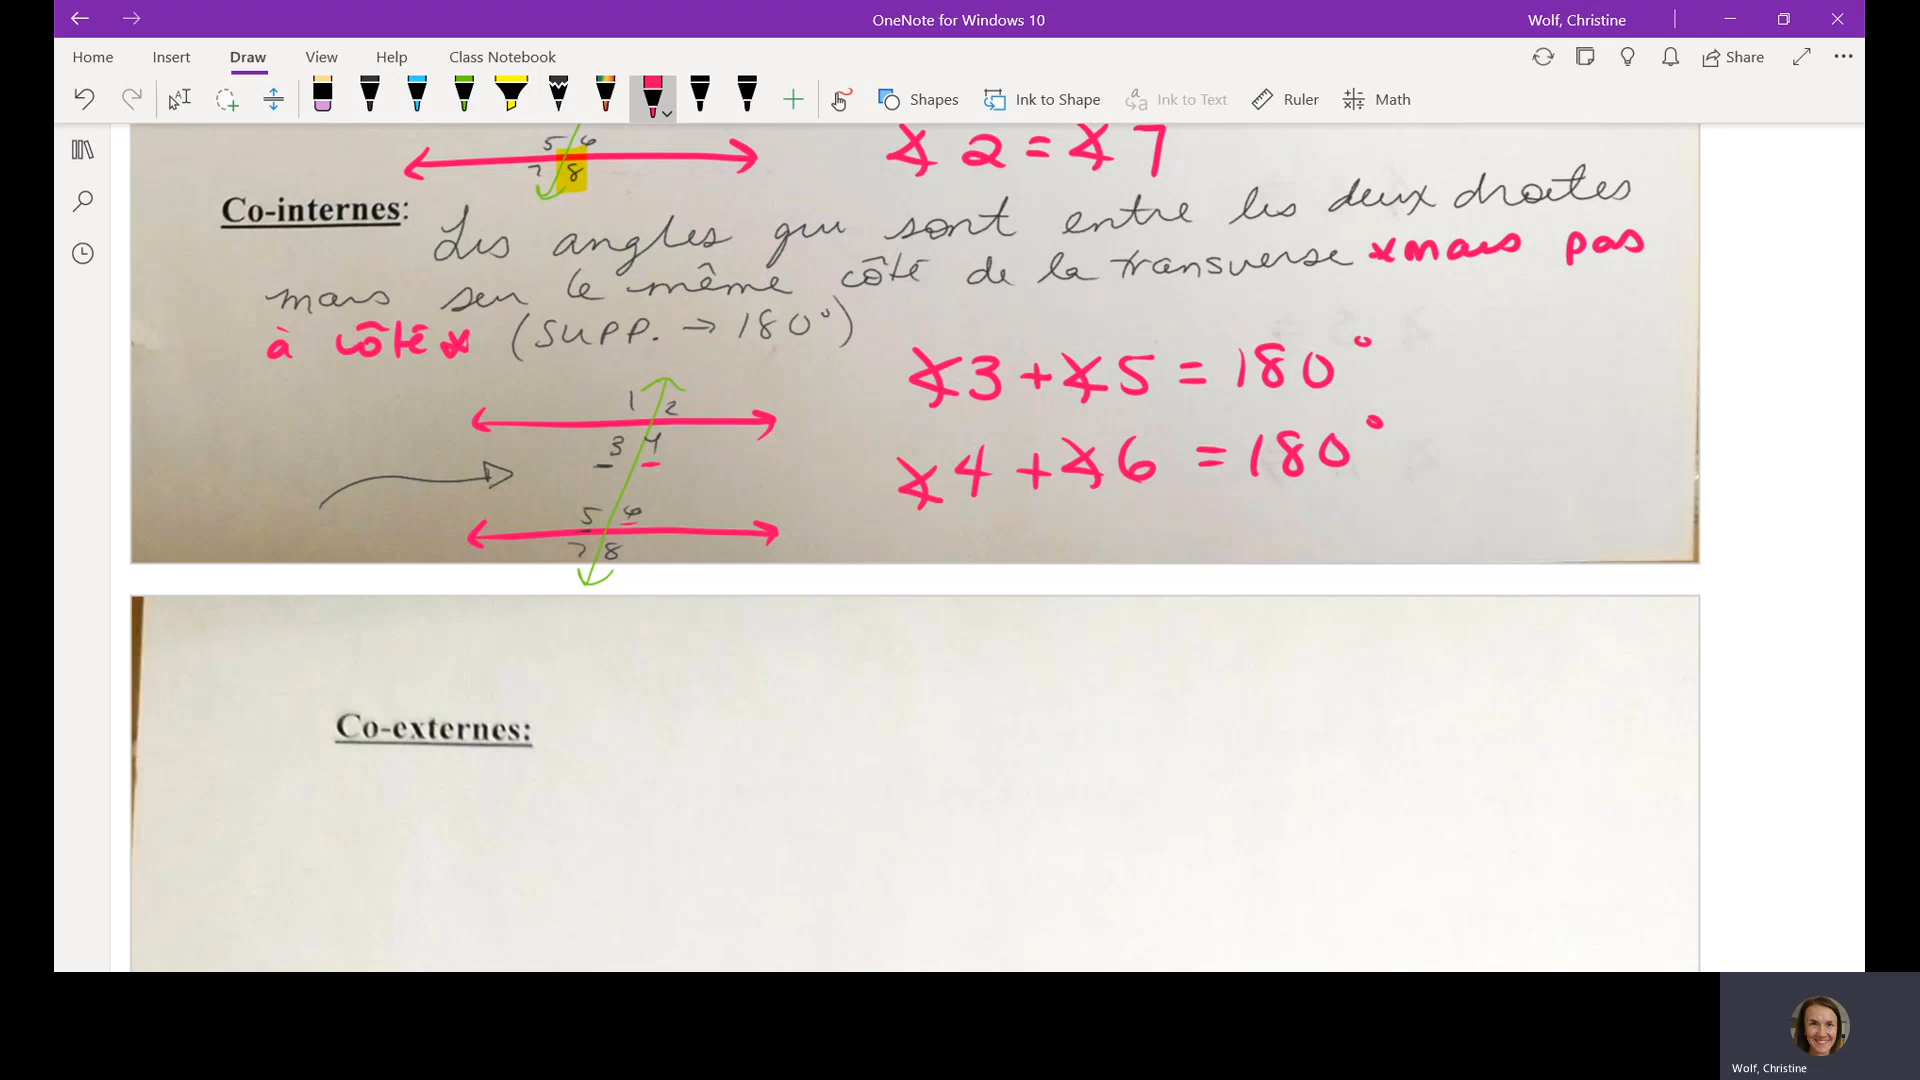 OneNote for Windows 10
Wolf, Christine
Home Insert Draw View Help Class Notebook
Share
Shapes Ink to Shape Ink to Text Ruler Math
5 6
7 8
∡2 = ∡7
Co-internes: Les angles qui sont entre les deux droites
mais sur le même côté de la transverse *mais pas
à côté* (SUPP. → 180°)
∡3 + ∡5 = 180°
∡4 + ∡6 = 180°
1 2
3 4
5 6
7 8
Co-externes:
Wolf, Christine